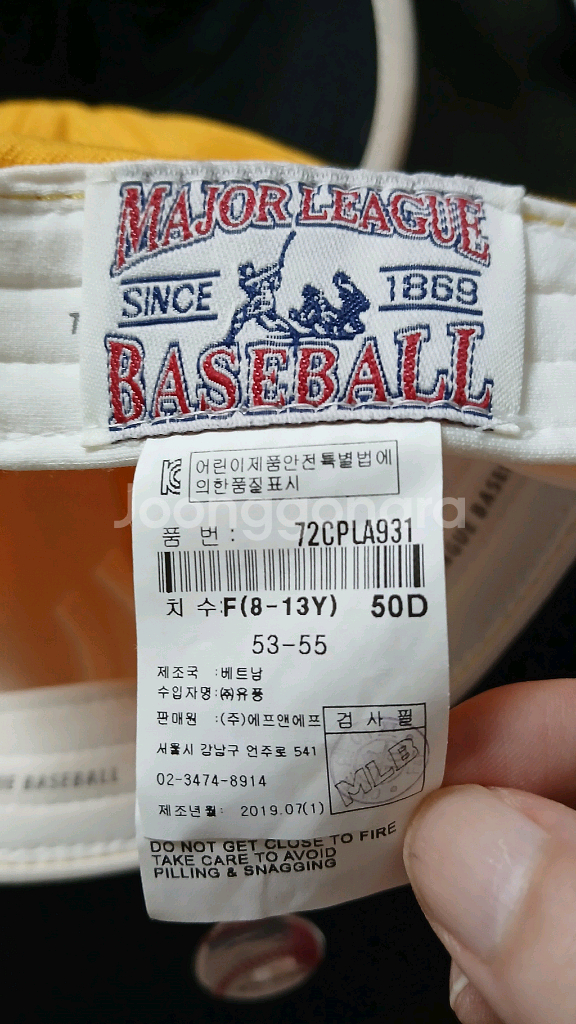 MAJOR LEAGUE
SINCE 1869
BASEBALL
어린이제품안전특별법에
의한품질표시
Joonggonara
품 번 : 72CPLA931
치 수:F(8-13Y) 50D
53-55
제조국 :베트남
수입자명:㈜유풍
판매원 :(주)에프앤에프
검 사 필
서울시 강남구 언주로 541
MLB
02-3474-8914
제조년월: 2019.07(1)
DO NOT GET CLOSE TO FIRE
TAKE CARE TO AVOID
PILLING & SNAGGING
BASEBALL